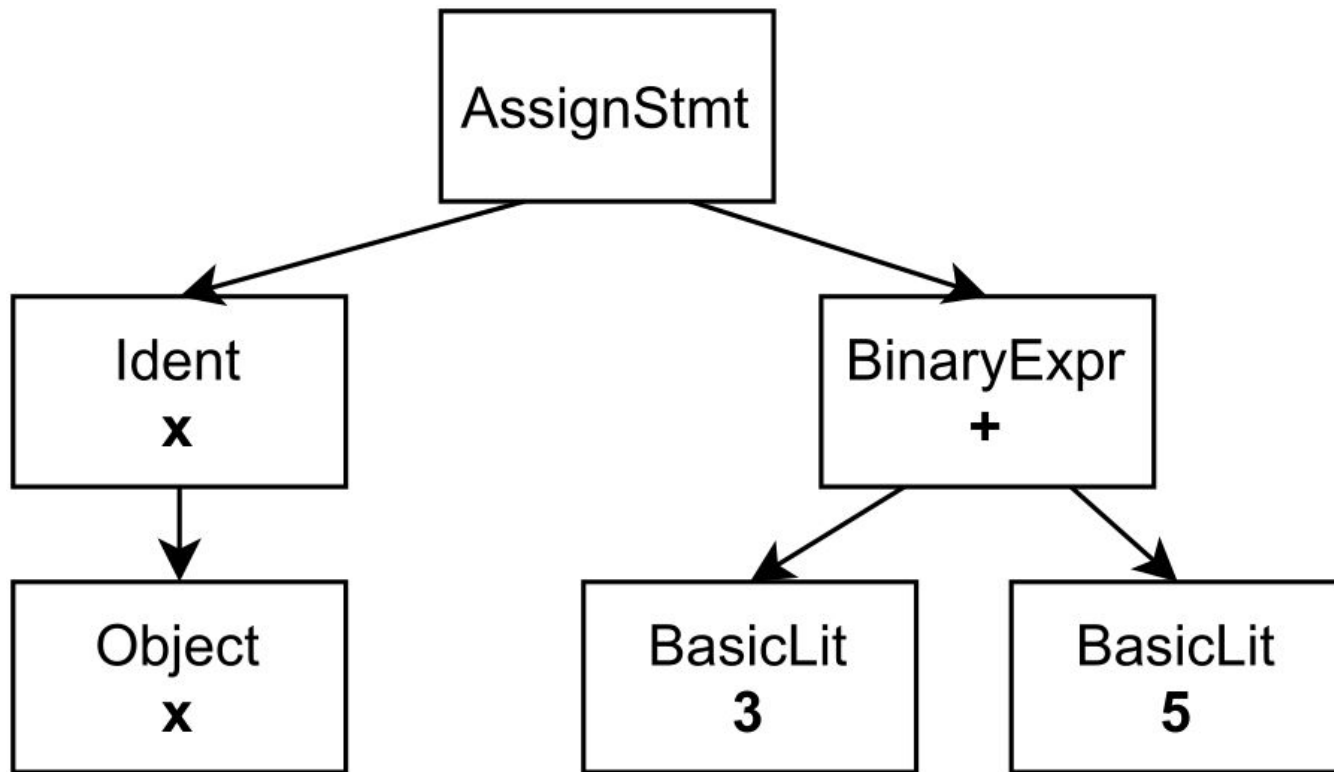 AssignStmt
Ident
x
BinaryExpr
+
Object
x
BasicLit
3
BasicLit
5